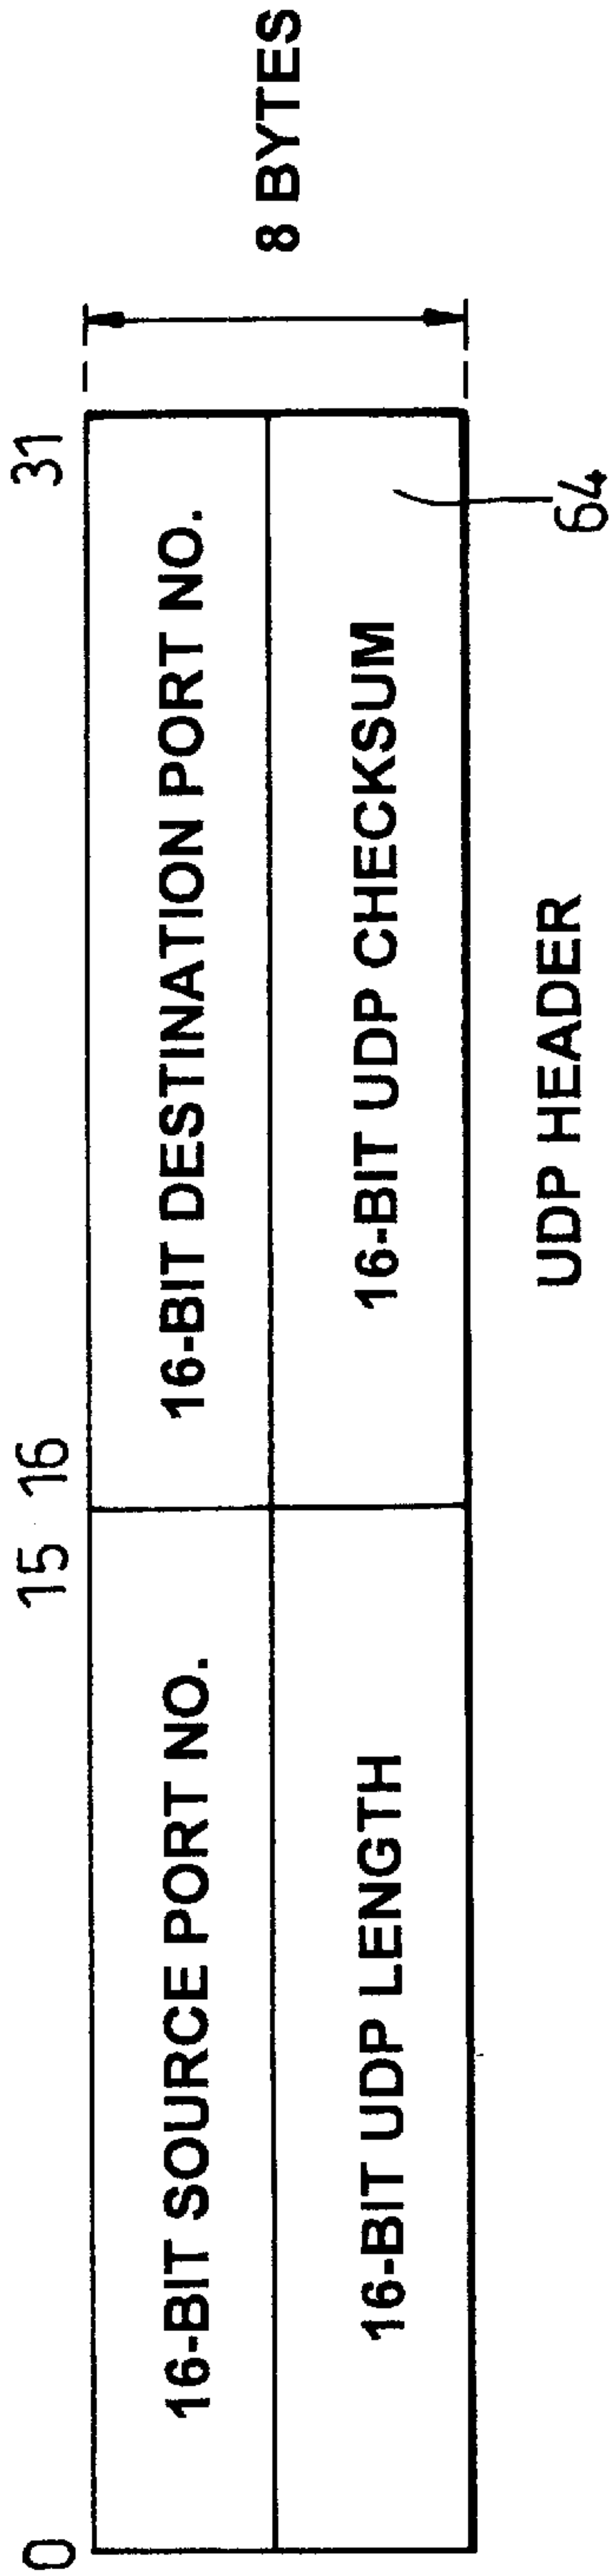 0 15 16 31
16-BIT SOURCE PORT NO. 16-BIT DESTINATION PORT NO.
8 BYTES
16-BIT UDP LENGTH 16-BIT UDP CHECKSUM
64
UDP HEADER